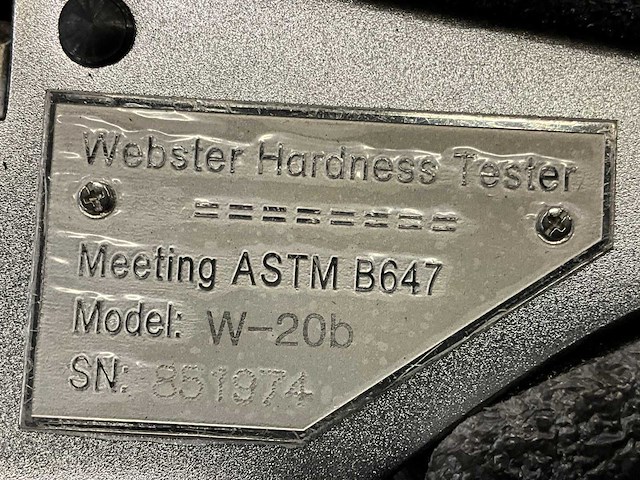 Webster Hardness Tester
========
Meeting ASTM B647
Model: W-20b
SN: 851974